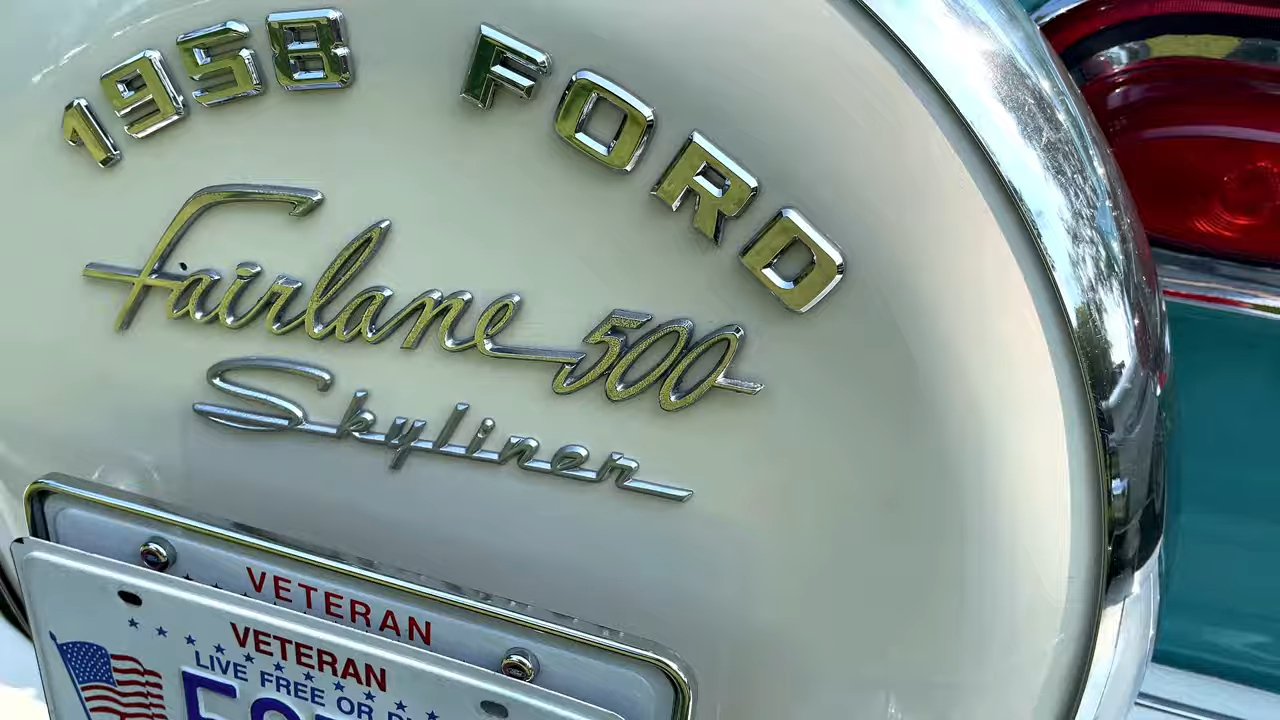 1958 FORD
Fairlane 500
Skyliner
VETERAN
VETERAN
LIVE FREE OR